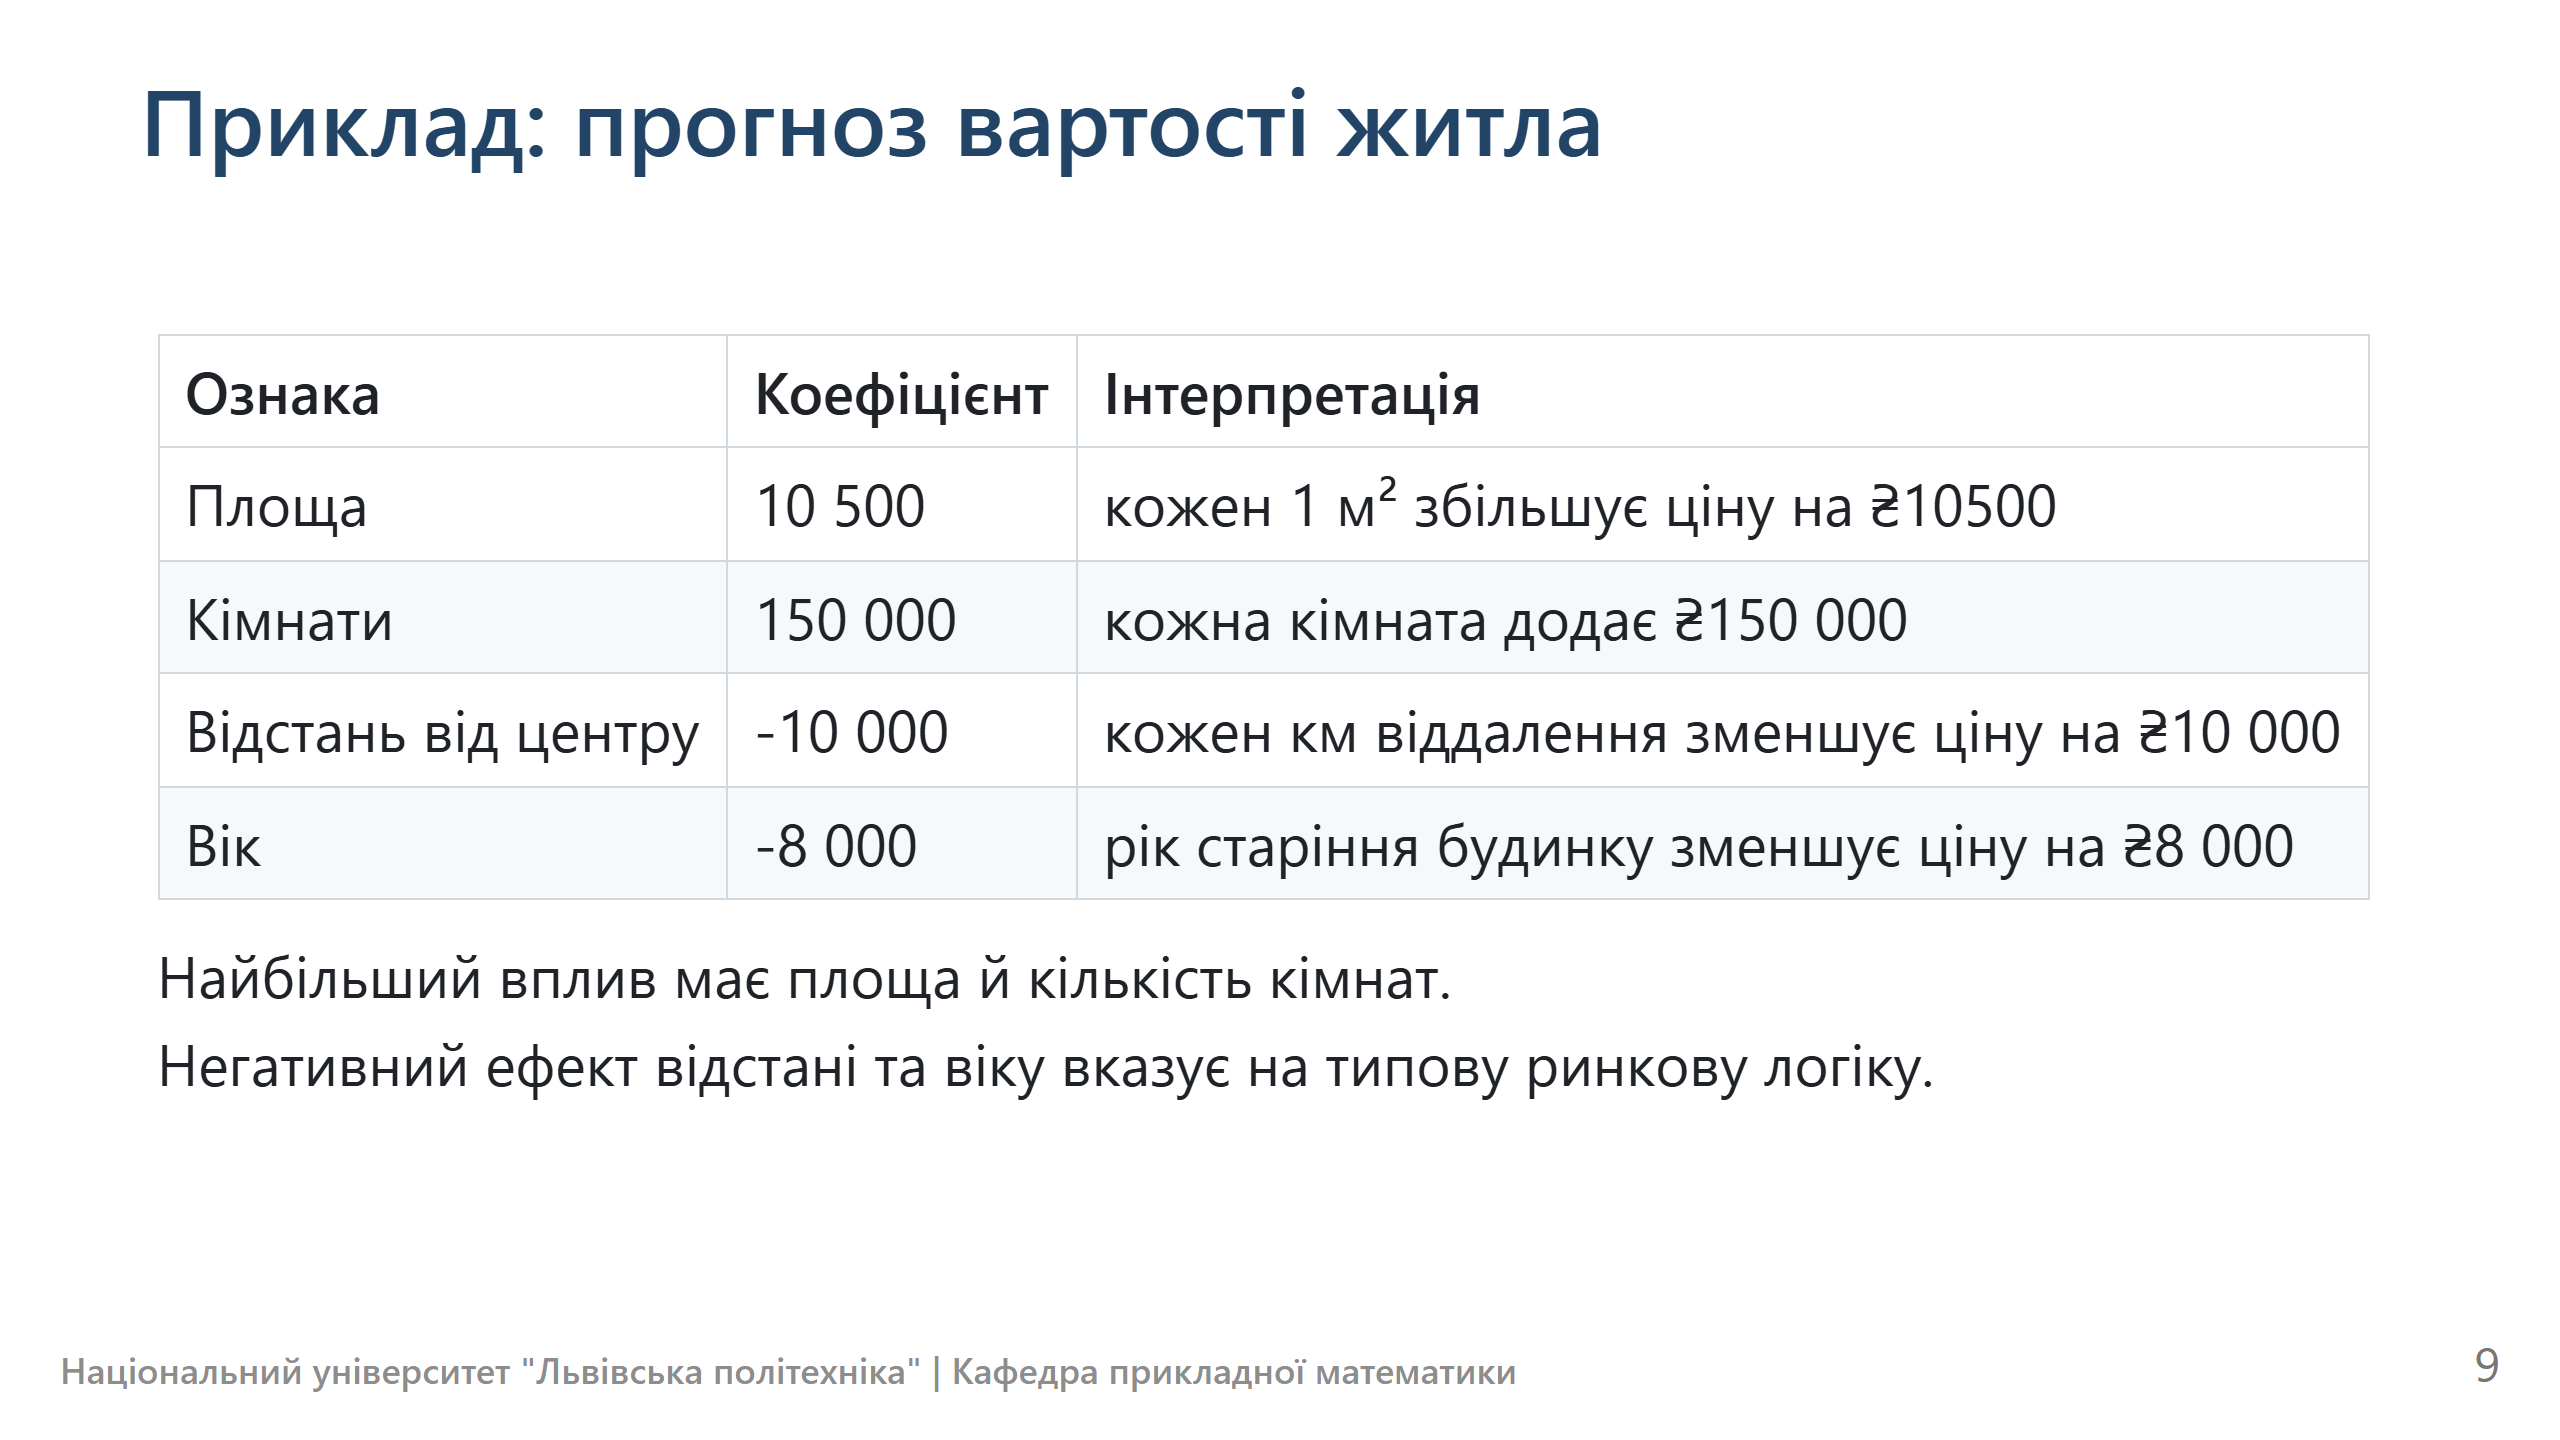 Приклад: прогноз вартості житла
Ознака Коефіцієнт Інтерпретація
Площа 10 500 кожен 1 м² збільшує ціну на ₴10500
Кімнати 150 000 кожна кімната додає ₴150 000
Відстань від центру -10 000 кожен км віддалення зменшує ціну на ₴10 000
Вік -8 000 рік старіння будинку зменшує ціну на ₴8 000
Найбільший вплив має площа й кількість кімнат.
Негативний ефект відстані та віку вказує на типову ринкову логіку.
Національний університет "Львівська політехніка" | Кафедра прикладної математики 9